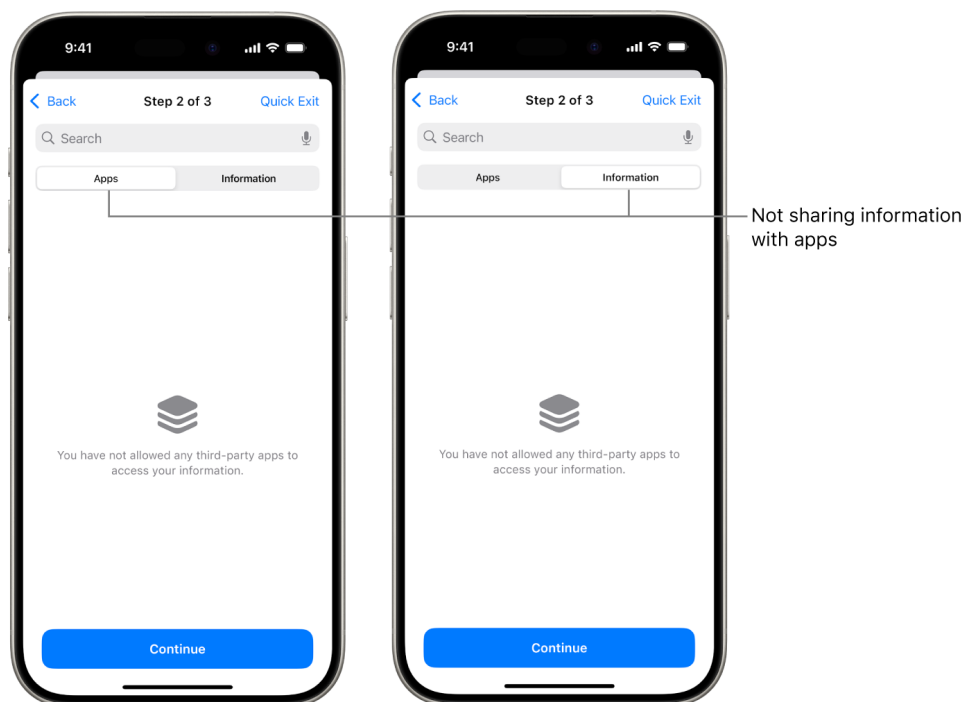 9:41
Back
Step 2 of 3
Quick Exit
Search
Apps
Information
You have not allowed any third-party apps to
access your information.
Continue
9:41
Back
Step 2 of 3
Quick Exit
Search
Apps
Information
You have not allowed any third-party apps to
access your information.
Continue
Not sharing information
with apps